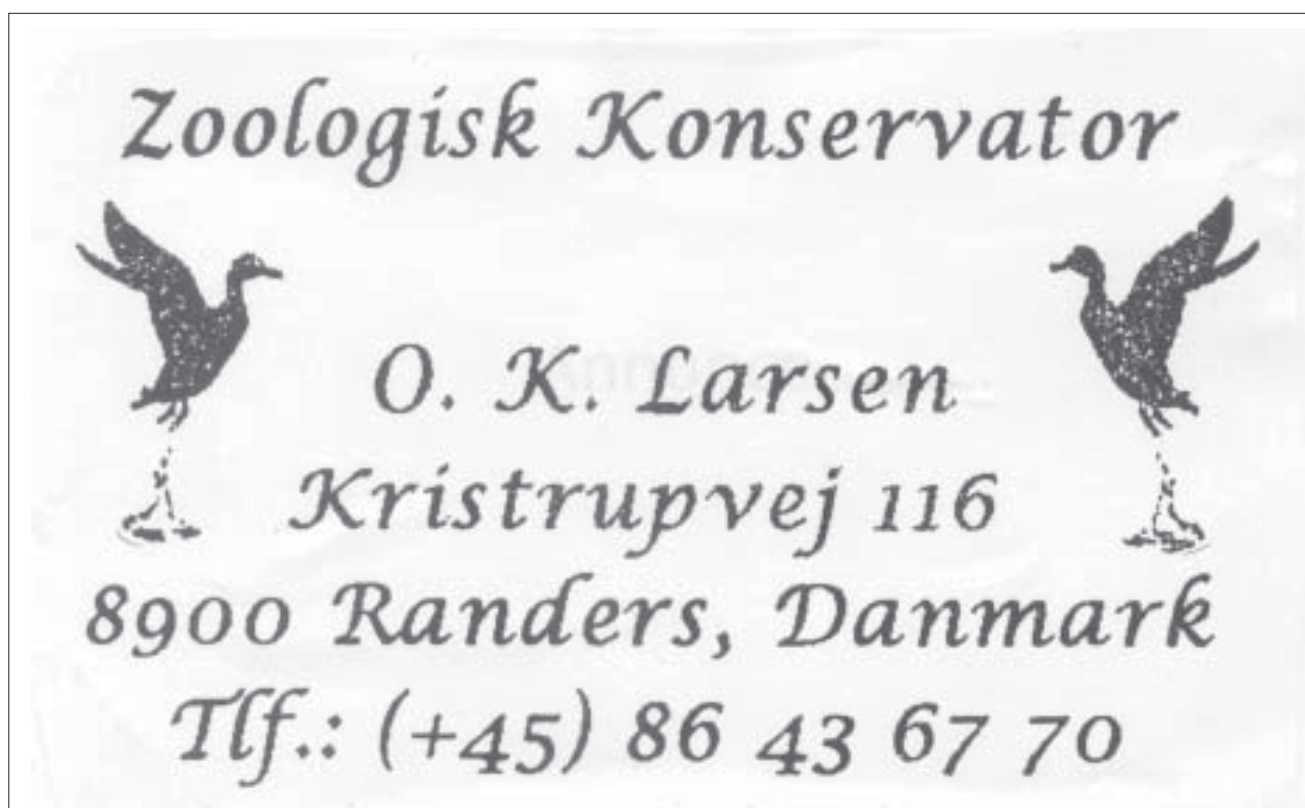 Zoologisk Konservator
O. K. Larsen
Kristrupvej 116
8900 Randers, Danmark
Tlf.: (+45) 86 43 67 70